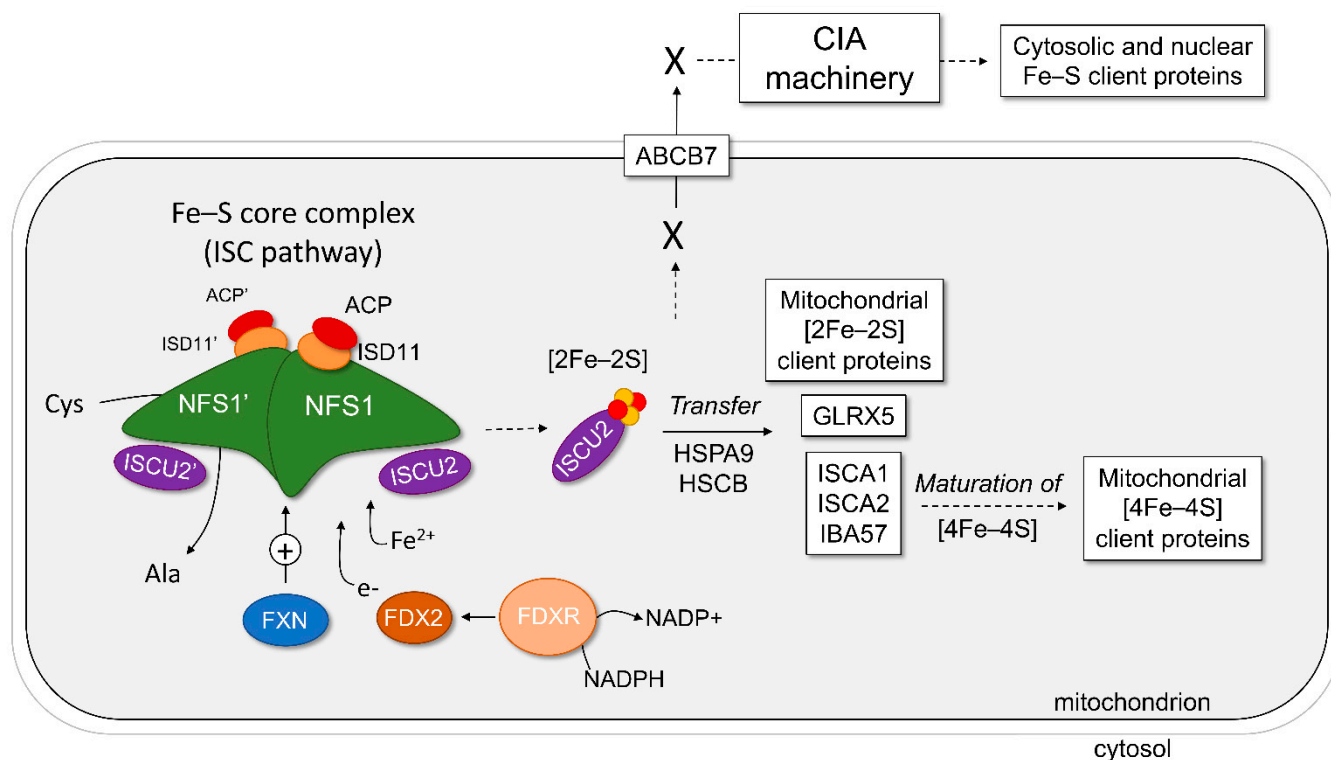 X
CIA
machinery
Cytosolic and nuclear
Fe–S client proteins
ABCB7
X
Fe–S core complex
(ISC pathway)
ACP'
ACP
ISD11'
ISD11
Cys
NFS1'
NFS1
ISCU2'
ISCU2
Ala
+
Fe2+
e-
FXN
FDX2
FDXR
NADP+
NADPH
[2Fe–2S]
ISCU2
Transfer
HSPA9
HSCB
Mitochondrial
[2Fe–2S]
client proteins
GLRX5
ISCA1
ISCA2
IBA57
Maturation of
[4Fe–4S]
Mitochondrial
[4Fe–4S]
client proteins
mitochondrion
cytosol